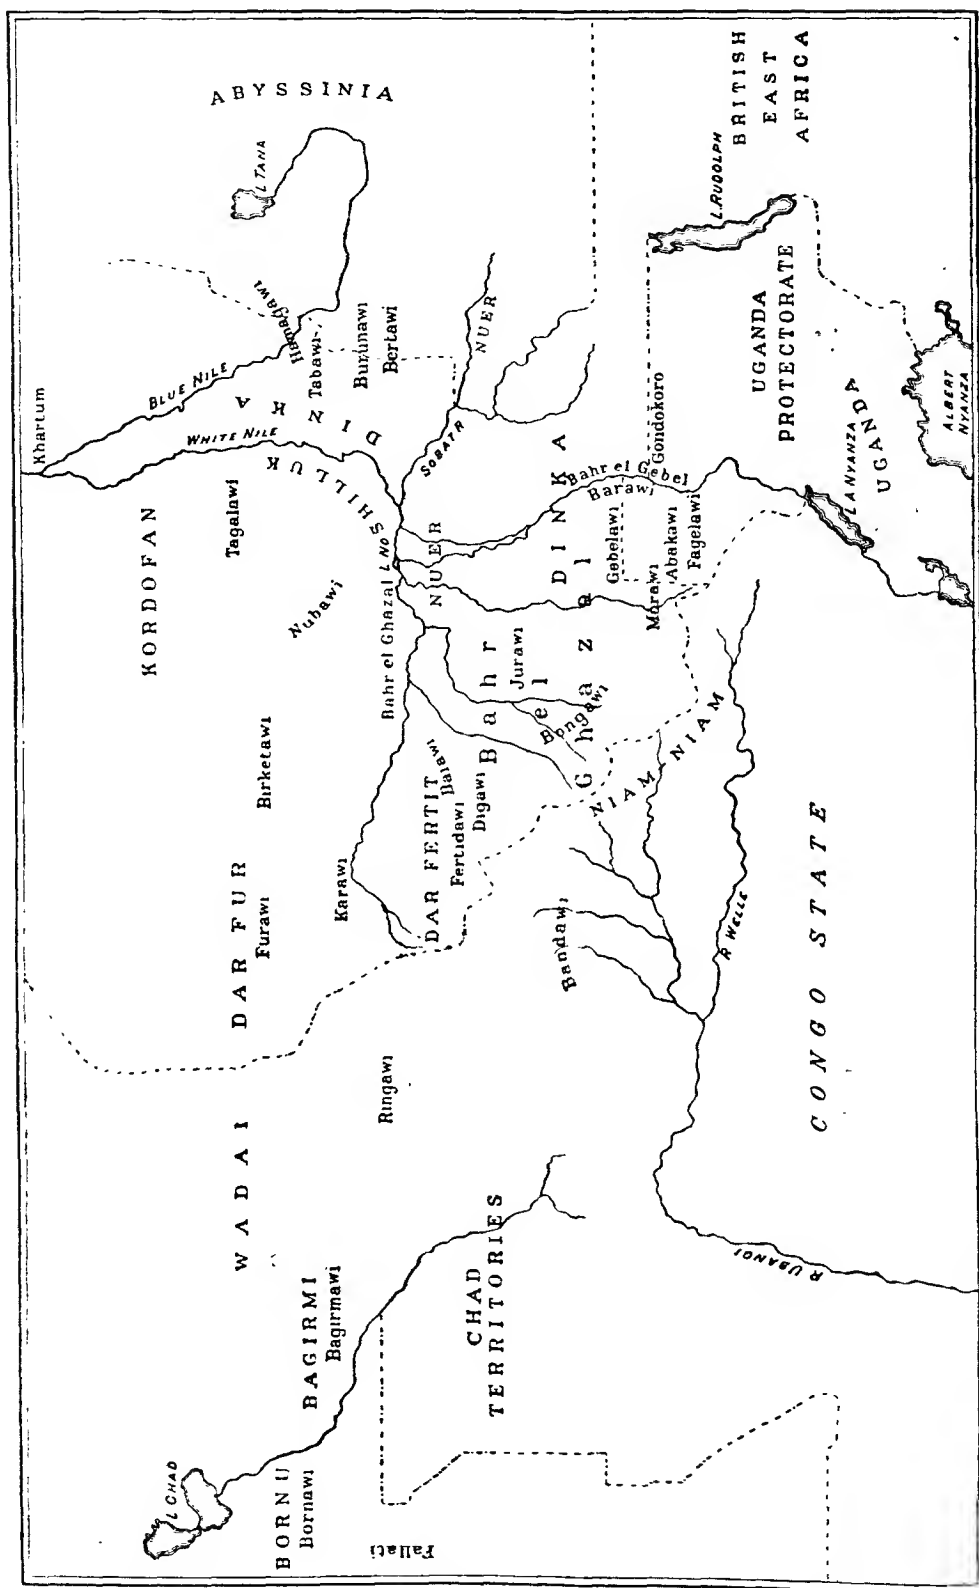 ABYSSINIA
L TANA
BRITISH
EAST
AFRICA
L. RUDOLPH
Khartum
BLUE NILE
WHITE NILE
Hamagawi
Tabawi
Burunawi
Bertawi
DINKA
SHILLUK
NUER
SOBAT R
UGANDA
PROTECTORATE
UGANDA
ALBERT
NYANZA
L A NYANZA
Gondokoro
Bahr el Gebel
Barawi
DINKA
Gebelawi
Abakawi
Fagelawi
Morawi
L NO
NUER
Bahr el Ghazal
KORDOFAN
Tagalawi
Nubawi
Bahr
el
Ghazal
Jurawi
Bongawi
NIAM NIAM
Birketawi
DAR FERTIT
Fertidawi
Digawi
Karawi
DAR FUR
Furawi
Bandawi
R WELLE
CONGO STATE
WADAI
Ringawi
R UBANGI
CHAD
TERRITORIES
BAGIRMI
Bagirmawi
L CHAD
BORNU
Bornawi
Fallati